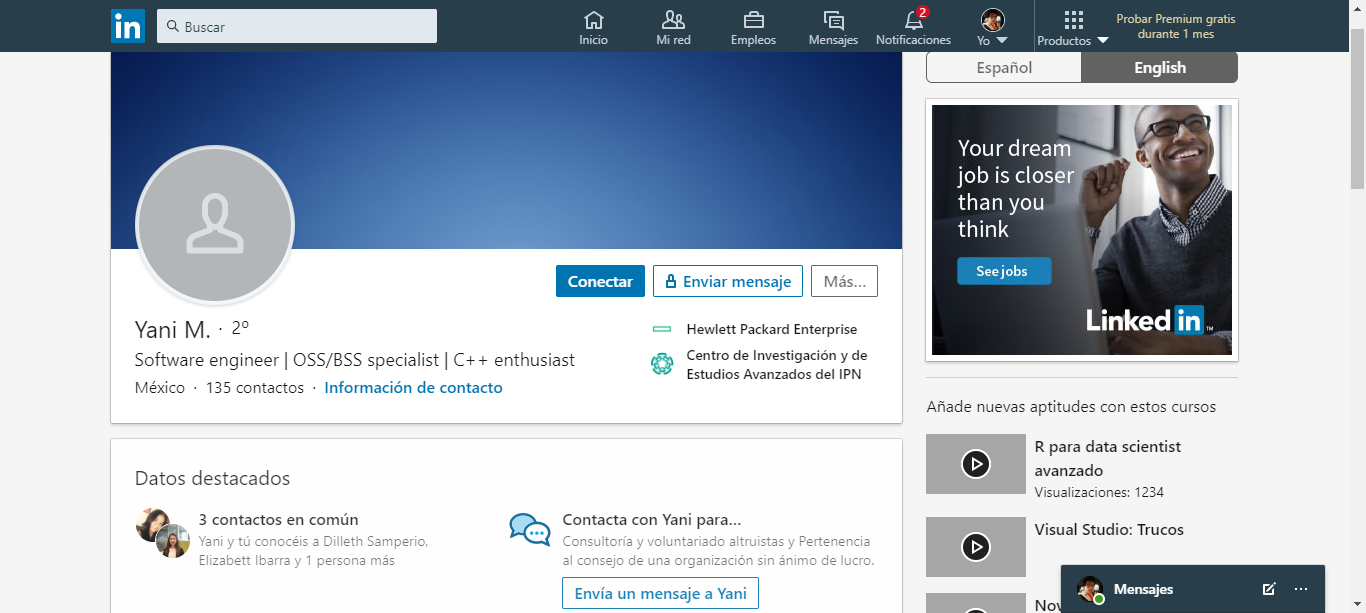 in
Buscar
Inicio
Mi red
Empleos
Mensajes
2
Notificaciones
Yo
Productos
Probar Premium gratis
durante 1 mes
Español
English
Your dream
job is closer
than you
think
See jobs
Linked in ™
Conectar
Enviar mensaje
Más...
Yani M. · 2º
Software engineer | OSS/BSS specialist | C++ enthusiast
México · 135 contactos · Información de contacto
Hewlett Packard Enterprise
Centro de Investigación y de
Estudios Avanzados del IPN
Datos destacados
3 contactos en común
Yani y tú conocéis a Dilleth Samperio,
Elizabett Ibarra y 1 persona más
Contacta con Yani para...
Consultoría y voluntariado altruistas y Pertenencia
al consejo de una organización sin ánimo de lucro.
Envía un mensaje a Yani
Añade nuevas aptitudes con estos cursos
R para data scientist
avanzado
Visualizaciones: 1234
Visual Studio: Trucos
Mensajes